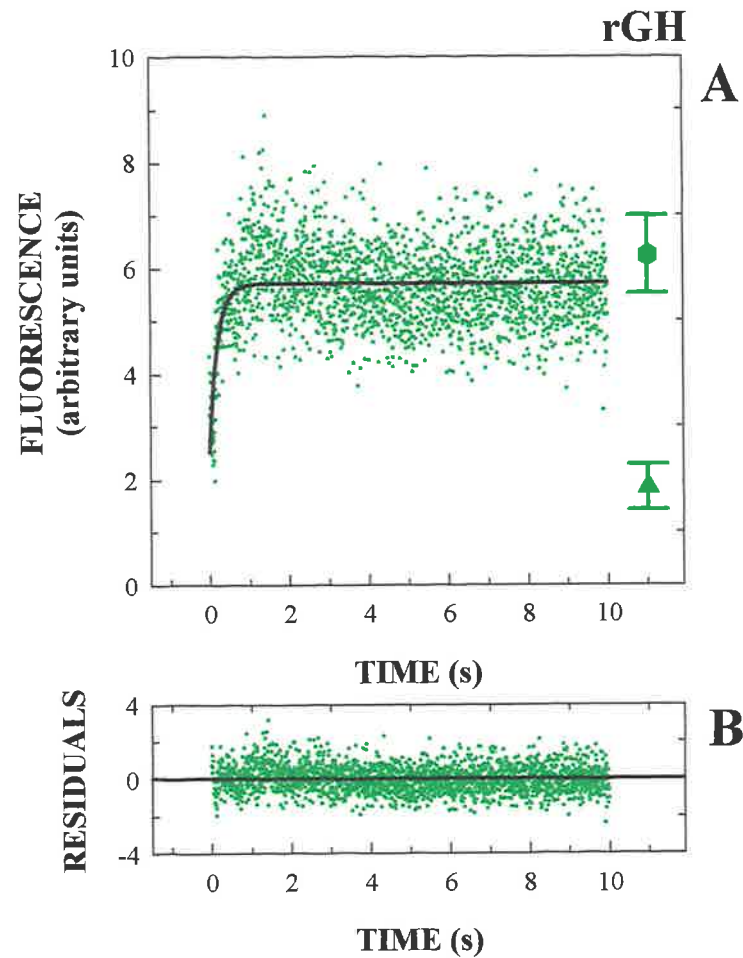 rGH
A
10
8
6
4
2
0
FLUORESCENCE
(arbitrary units)
0 2 4 6 8 10
TIME (s)
B
4
0
-4
RESIDUALS
0 2 4 6 8 10
TIME (s)